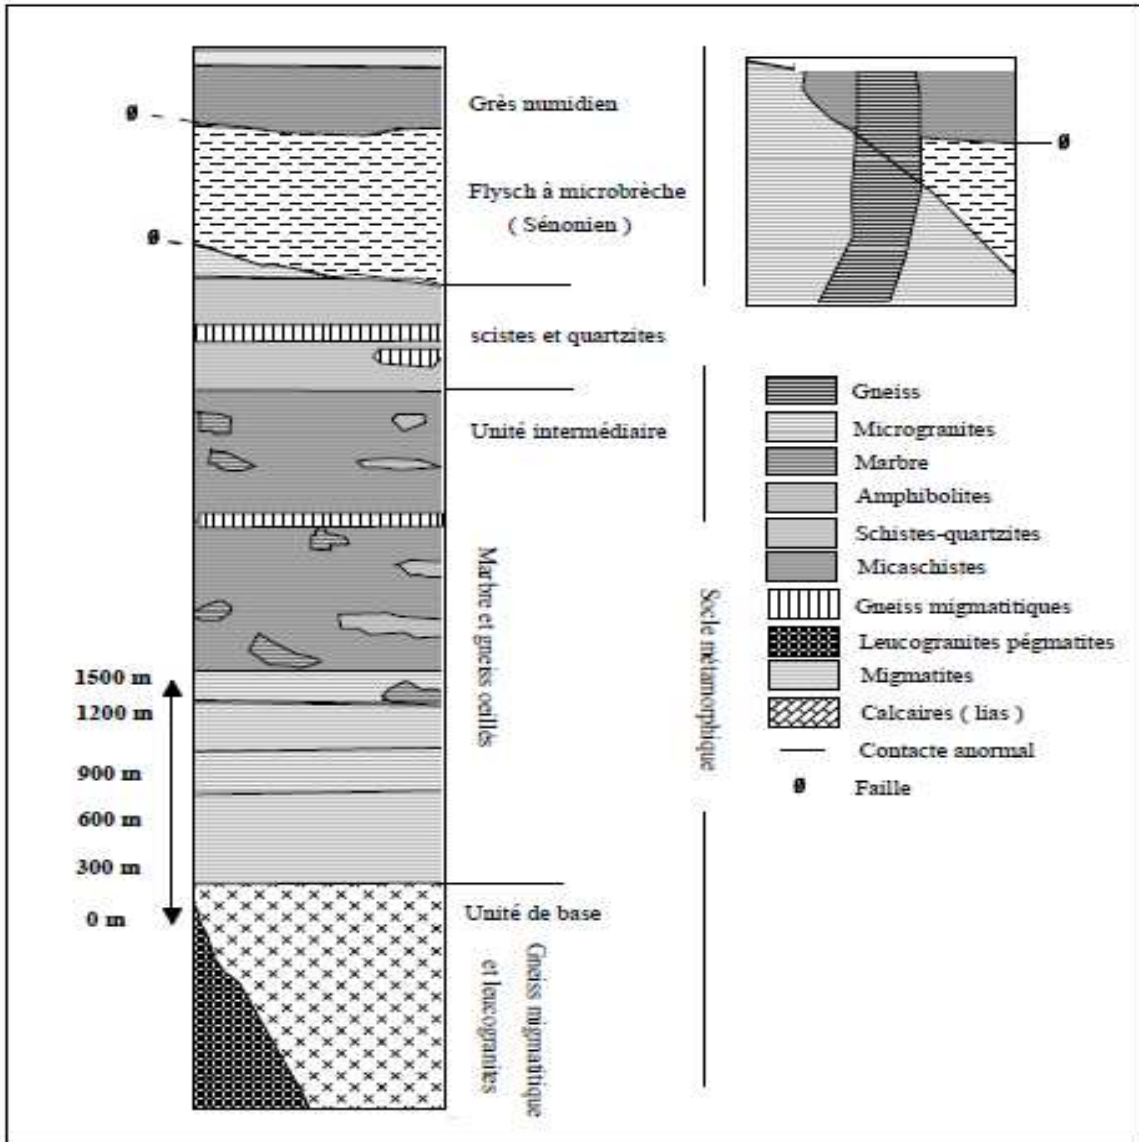 Grès numidien
ø
Flysch à microbrèche
( Sénonien )
ø
scistes et quartzites
Unité intermédiaire
Marbre et gneiss oeillés
Socle métamophique
1500 m
1200 m
900 m
600 m
300 m
0 m
Unité de base
Gneiss migmatitique
et leucogranites
ø
Gneiss
Microgranites
Marbre
Amphibolites
Schistes-quartzites
Micaschistes
Gneiss migmatitiques
Leucogranites pégmatites
Migmatites
Calcaires ( lias )
Contacte anormal
ø Faille